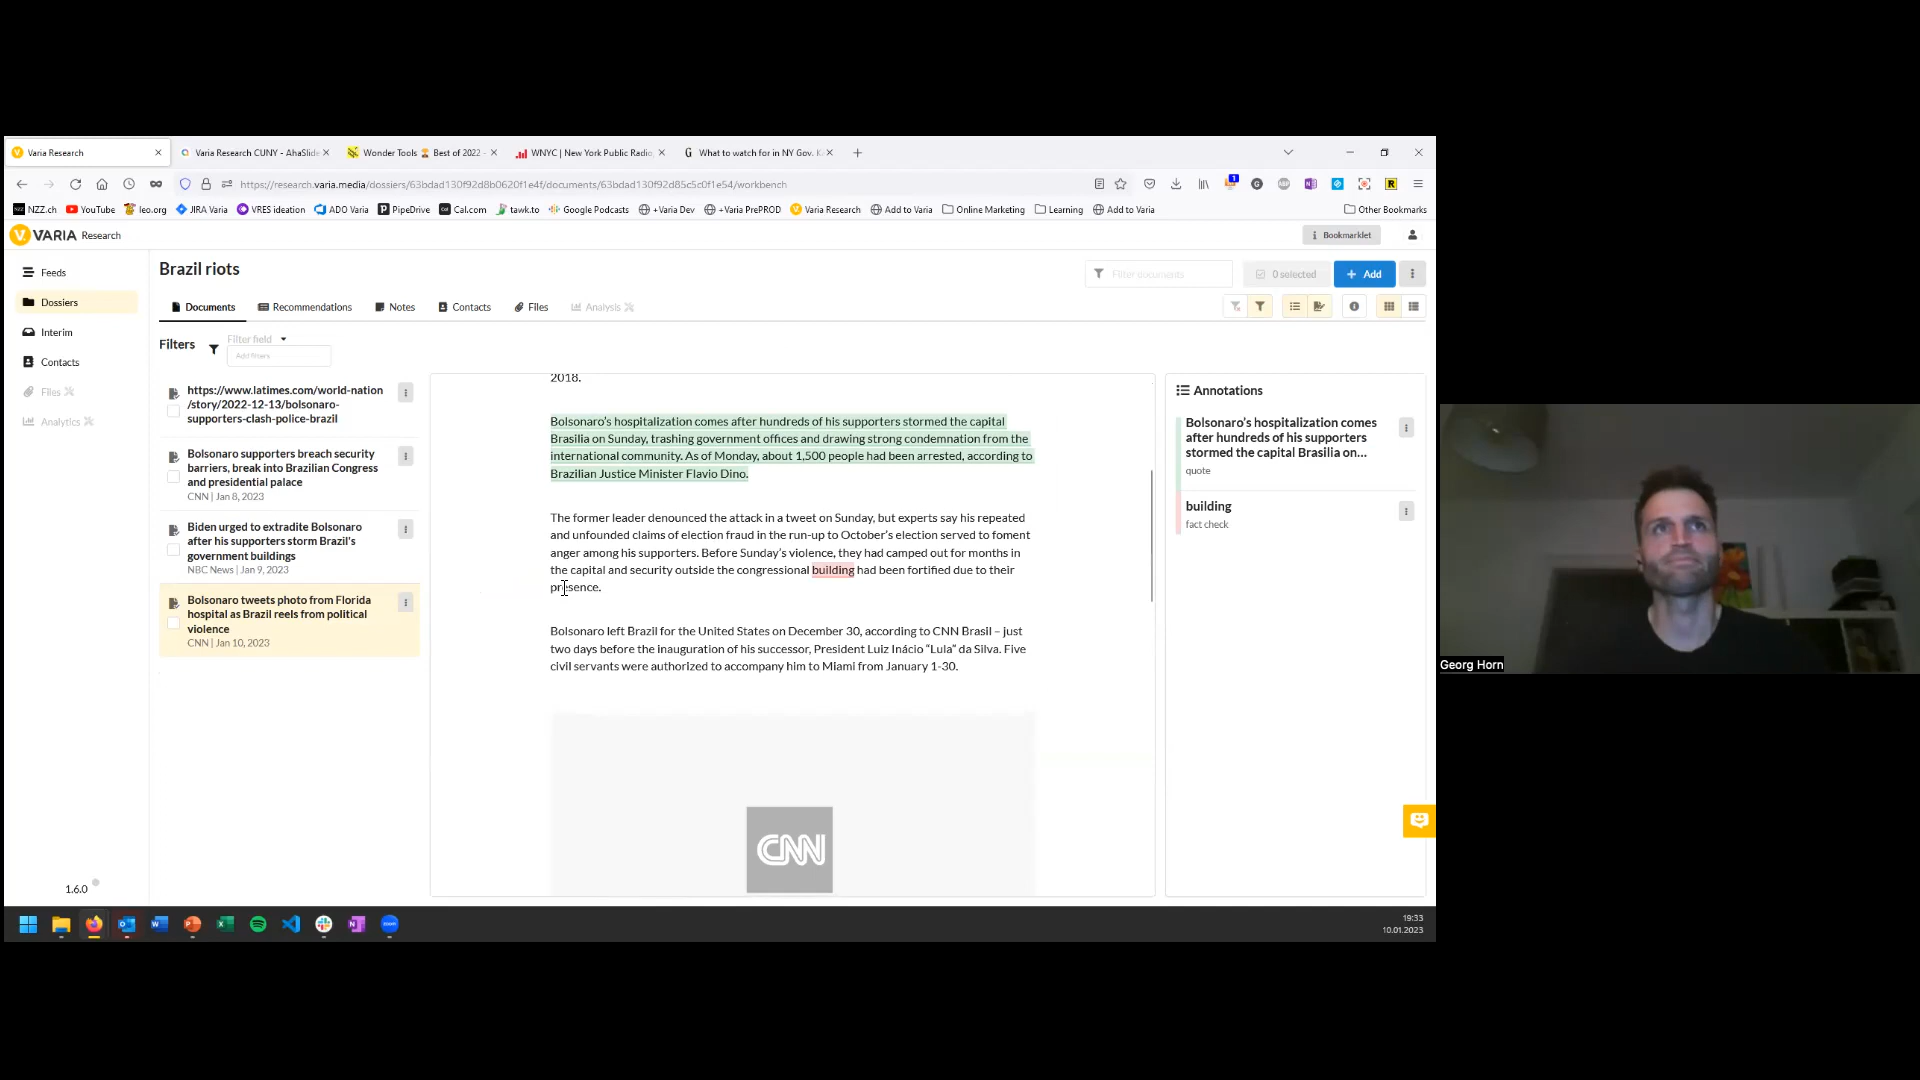 Varia Research
Varia Research CUNY - AhaSlide
Wonder Tools ⏳ Best of 2022 -
WNYC | New York Public Radio,
What to watch for in NY Gov. K
https://research.varia.media/dossiers/63bdad130f92d8b0620f1e4f/documents/63bdad130f92d85c5c0f1e54/workbench
1
NZZ.ch
YouTube
leo.org
JIRA Varia
VRES ideation
ADO Varia
PipeDrive
Cal.com
tawk.to
Google Podcasts
+Varia Dev
+Varia PrePROD
Varia Research
Add to Varia
Online Marketing
Learning
Add to Varia
Other Bookmarks
VARIA Research
Bookmarklet
Feeds
Dossiers
Interim
Contacts
Files
Analytics
1.6.0
Brazil riots
Filter documents
0 selected
+ Add
Documents
Recommendations
Notes
Contacts
Files
Analysis
Filters
Filter field
Add filters
https://www.latimes.com/world-nation
/story/2022-12-13/bolsonaro-
supporters-clash-police-brazil
Bolsonaro supporters breach security
barriers, break into Brazilian Congress
and presidential palace
CNN | Jan 8, 2023
Biden urged to extradite Bolsonaro
after his supporters storm Brazil's
government buildings
NBC News | Jan 9, 2023
Bolsonaro tweets photo from Florida
hospital as Brazil reels from political
violence
CNN | Jan 10, 2023
2018.
Bolsonaro’s hospitalization comes after hundreds of his supporters stormed the capital
Brasilia on Sunday, trashing government offices and drawing strong condemnation from the
international community. As of Monday, about 1,500 people had been arrested, according to
Brazilian Justice Minister Flavio Dino.
The former leader denounced the attack in a tweet on Sunday, but experts say his repeated
and unfounded claims of election fraud in the run-up to October’s election served to foment
anger among his supporters. Before Sunday’s violence, they had camped out for months in
the capital and security outside the congressional building had been fortified due to their
presence.
Bolsonaro left Brazil for the United States on December 30, according to CNN Brasil – just
two days before the inauguration of his successor, President Luiz Inácio “Lula” da Silva. Five
civil servants were authorized to accompany him to Miami from January 1-30.
CNN
Annotations
Bolsonaro’s hospitalization comes
after hundreds of his supporters
stormed the capital Brasilia on...
quote
building
fact check
19:33
10.01.2023
Georg Horn